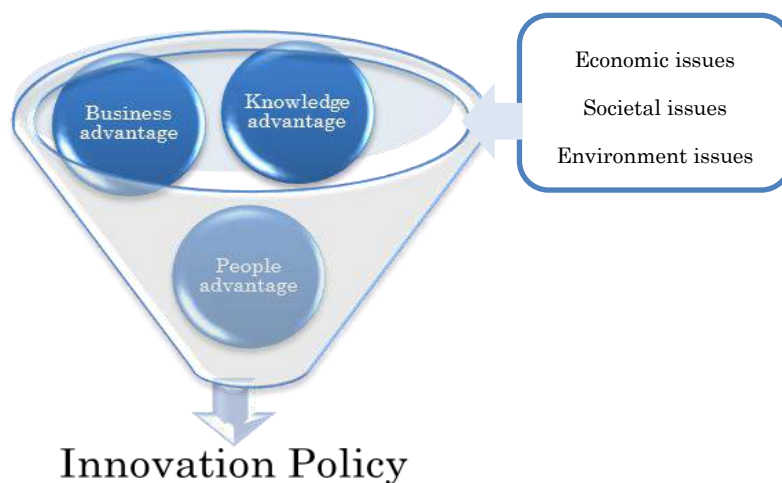 Business
advantage
Knowledge
advantage
People
advantage
Economic issues
Societal issues
Environment issues
Innovation Policy